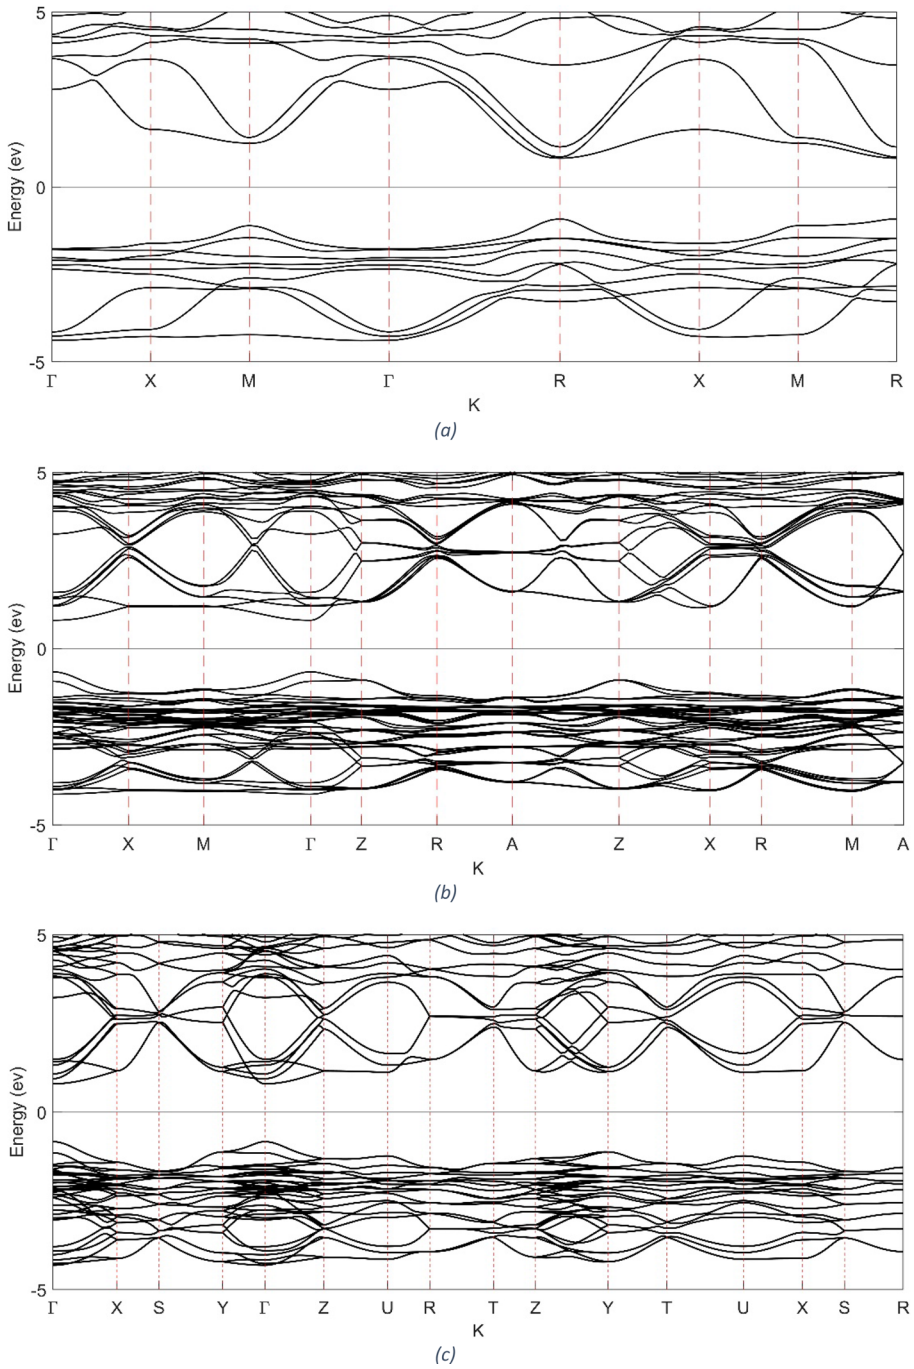 5
Energy (ev)
0
-5
Γ X M Γ R X M R
K
(a)
5
Energy (ev)
0
-5
Γ X M Γ Z R A Z X R M A
K
(b)
5
Energy (ev)
0
-5
Γ X S Y Γ Z U R T Z Y T U X S R
K
(c)